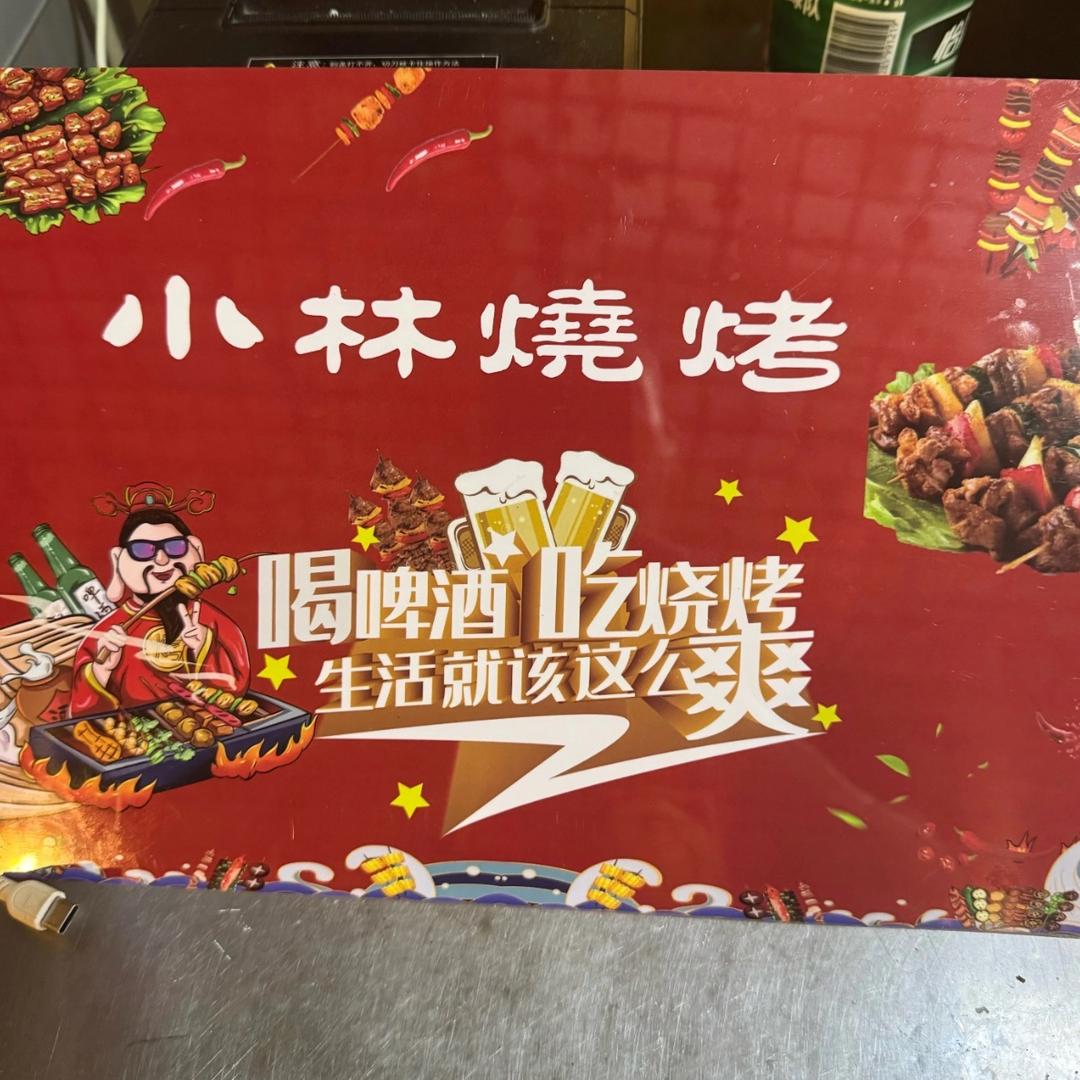 小林燒烤
喝啤酒 吃烧烤
生活就该这么爽